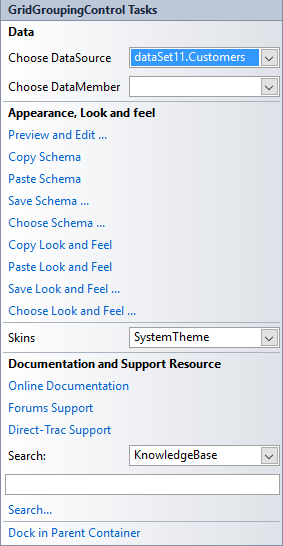 GridGroupingControl Tasks
Data
Choose DataSource dataSet11.Customers
Choose DataMember
Appearance, Look and feel
Preview and Edit ...
Copy Schema
Paste Schema
Save Schema ...
Choose Schema ...
Copy Look and Feel
Paste Look and Feel
Save Look and Feel ...
Choose Look and Feel ...
Skins SystemTheme
Documentation and Support Resource
Online Documentation
Forums Support
Direct-Trac Support
Search: KnowledgeBase
Search...
Dock in Parent Container